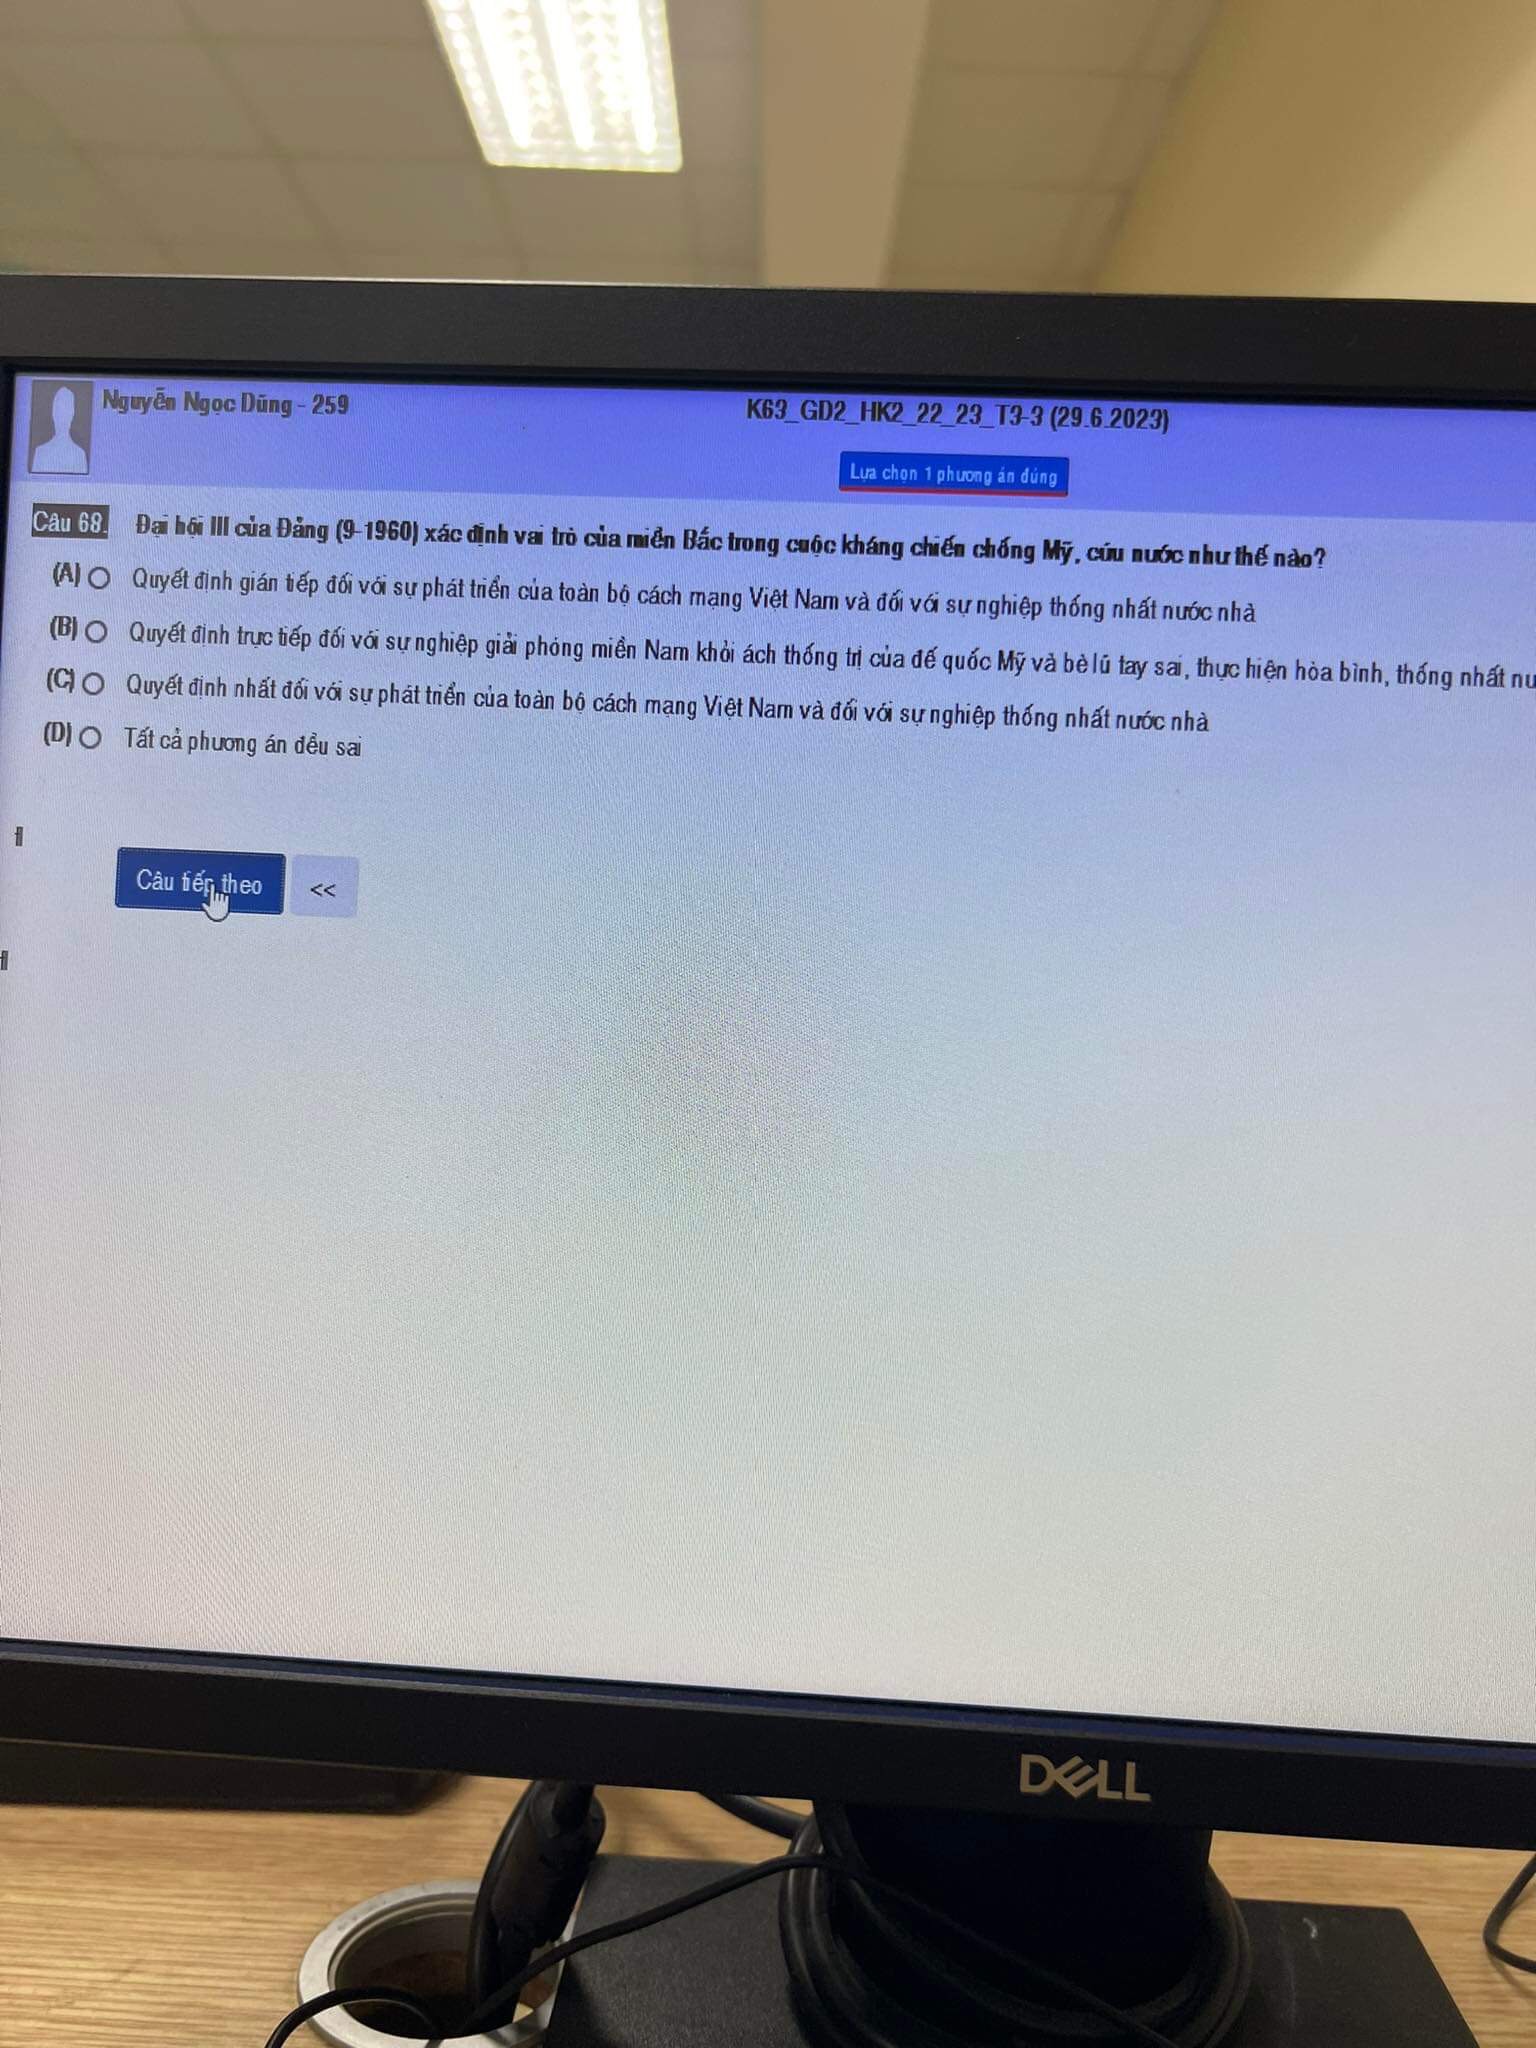 Nguyễn Ngọc Dũng - 259
K63_GD2_HK2_22_23_T3-3 (29.6.2023)
Lựa chọn 1 phương án đúng
Câu 68. Đại hội III của Đảng (9-1960) xác định vai trò của miền Bắc trong cuộc kháng chiến chống Mỹ, cứu nước như thế nào?
(A) Quyết định gián tiếp đối với sự phát triển của toàn bộ cách mạng Việt Nam và đối với sự nghiệp thống nhất nước nhà
(B) Quyết định trực tiếp đối với sự nghiệp giải phóng miền Nam khỏi ách thống trị của đế quốc Mỹ và bè lũ tay sai, thực hiện hòa bình, thống nhất
(C) Quyết định nhất đối với sự phát triển của toàn bộ cách mạng Việt Nam và đối với sự nghiệp thống nhất nước nhà
(D) Tất cả phương án đều sai
Câu tiếp theo <<
DELL